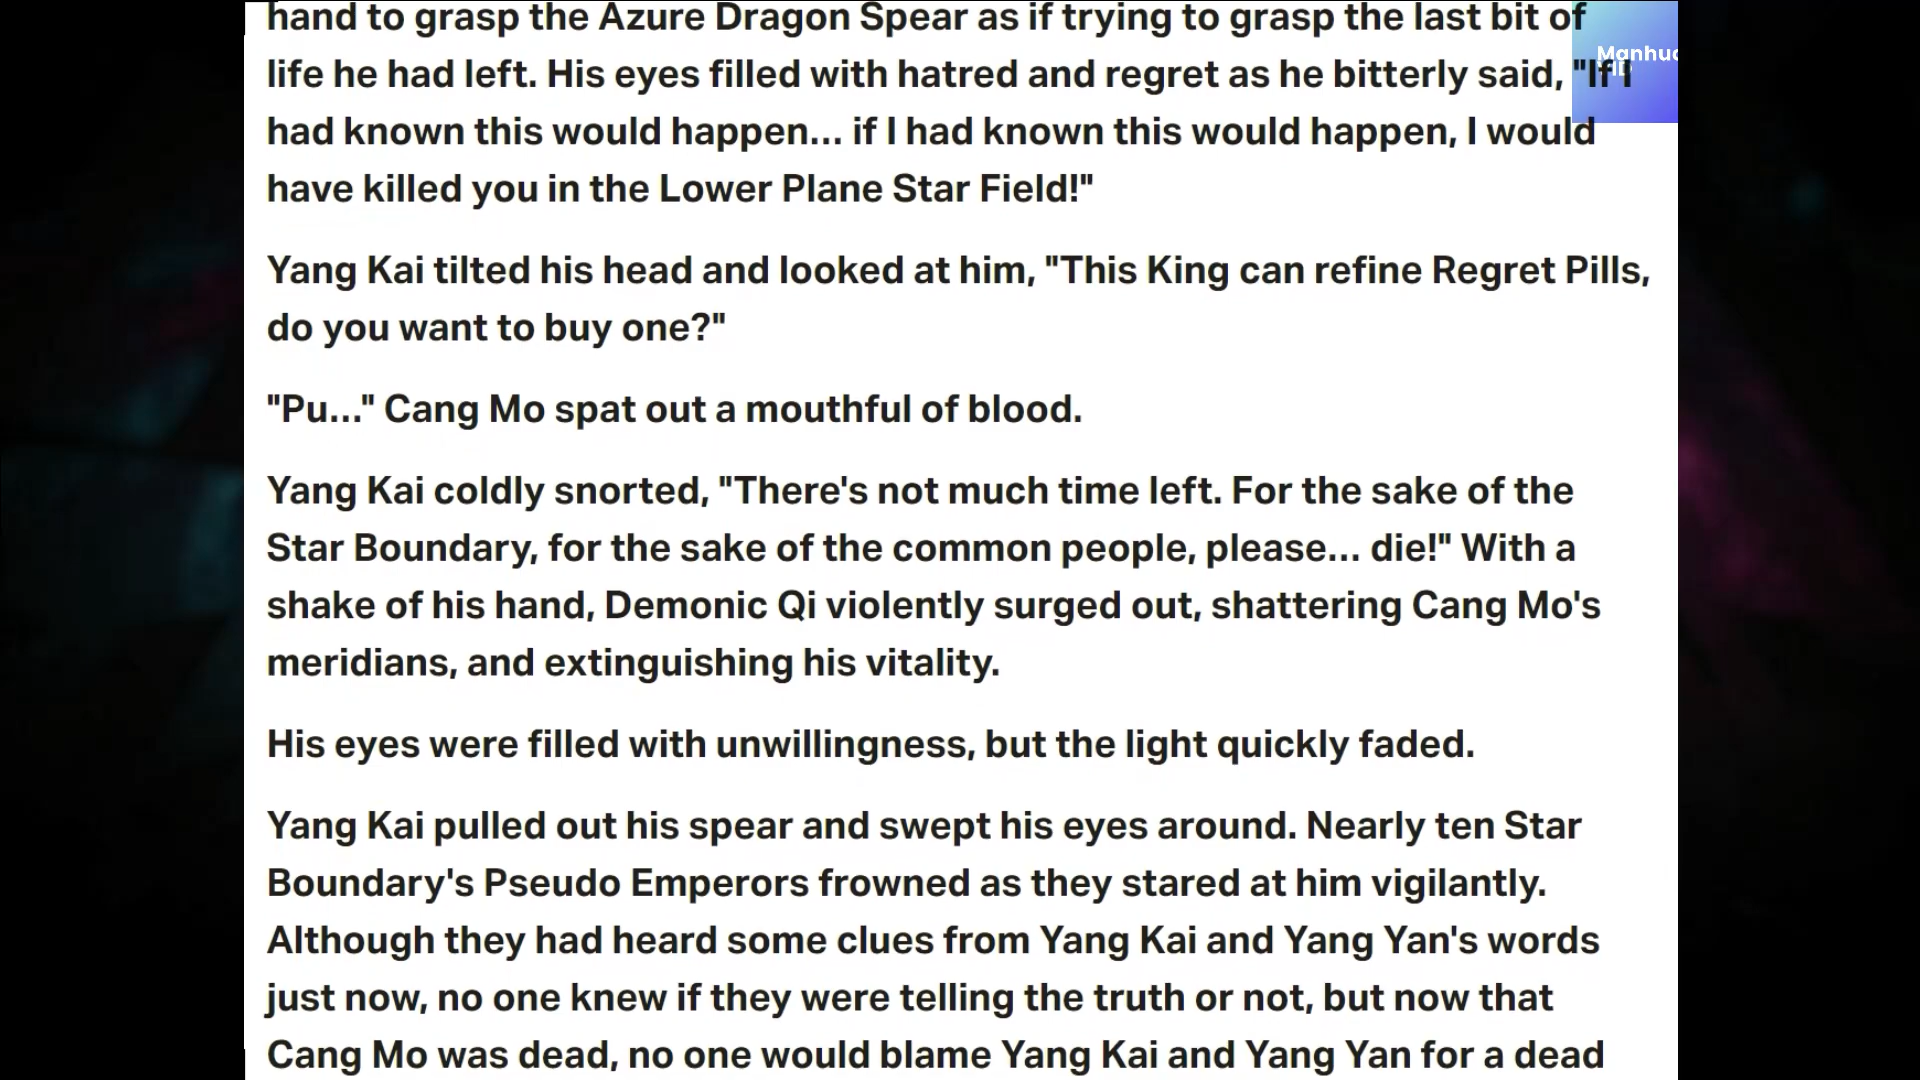 hand to grasp the Azure Dragon Spear as if trying to grasp the last bit of
life he had left. His eyes filled with hatred and regret as he bitterly said, "If I
had known this would happen... if I had known this would happen, I would
have killed you in the Lower Plane Star Field!"
Yang Kai tilted his head and looked at him, "This King can refine Regret Pills,
do you want to buy one?"
"Pu..." Cang Mo spat out a mouthful of blood.
Yang Kai coldly snorted, "There's not much time left. For the sake of the
Star Boundary, for the sake of the common people, please... die!" With a
shake of his hand, Demonic Qi violently surged out, shattering Cang Mo's
meridians, and extinguishing his vitality.
His eyes were filled with unwillingness, but the light quickly faded.
Yang Kai pulled out his spear and swept his eyes around. Nearly ten Star
Boundary's Pseudo Emperors frowned as they stared at him vigilantly.
Although they had heard some clues from Yang Kai and Yang Yan's words
just now, no one knew if they were telling the truth or not, but now that
Cang Mo was dead, no one would blame Yang Kai and Yang Yan for a dead